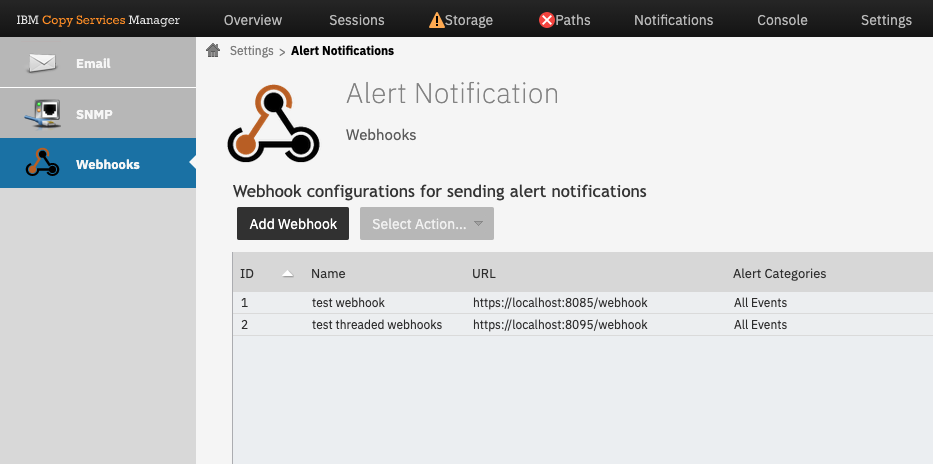 IBM Copy Services Manager Overview Sessions Storage Paths Notifications Console Settings
Email
SNMP
Webhooks
Settings > Alert Notifications
Alert Notification
Webhooks
Webhook configurations for sending alert notifications
Add Webhook Select Action...
ID Name URL Alert Categories
1 test webhook https://localhost:8085/webhook All Events
2 test threaded webhooks https://localhost:8095/webhook All Events